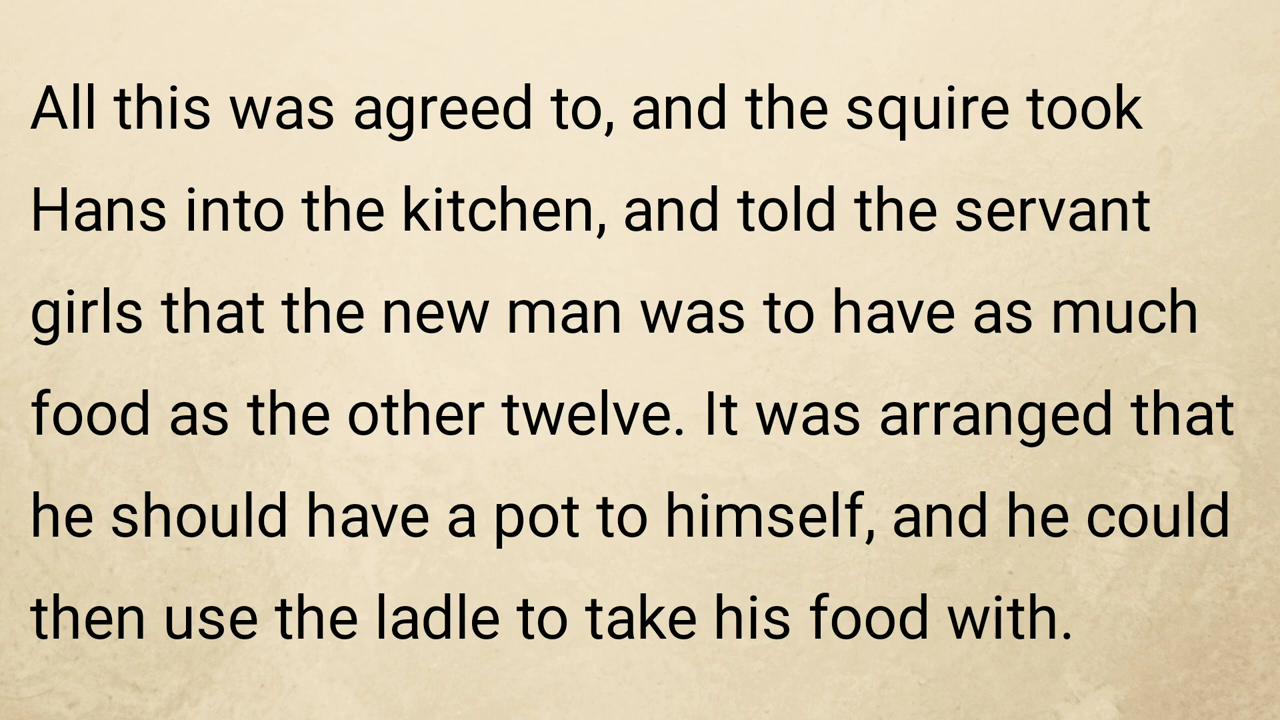 All this was agreed to, and the squire took
Hans into the kitchen, and told the servant
girls that the new man was to have as much
food as the other twelve. It was arranged that
he should have a pot to himself, and he could
then use the ladle to take his food with.